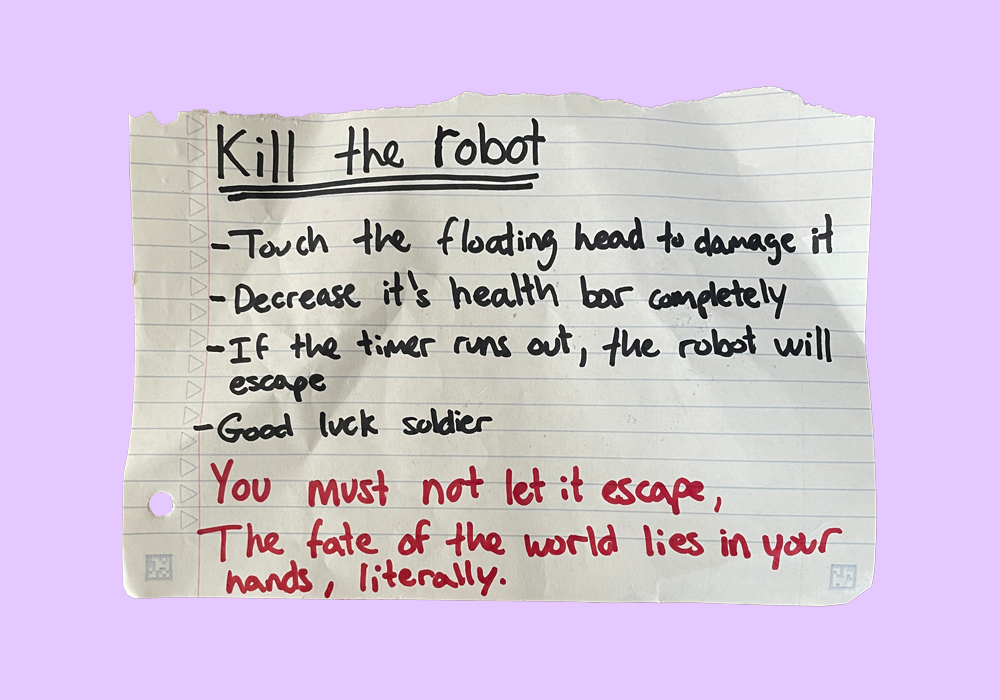 Kill the robot
-Touch the floating head to damage it
-Decrease it's health bar completely
-If the timer runs out, the robot will
escape
-Good luck soldier
You must not let it escape,
The fate of the world lies in your
hands, literally.